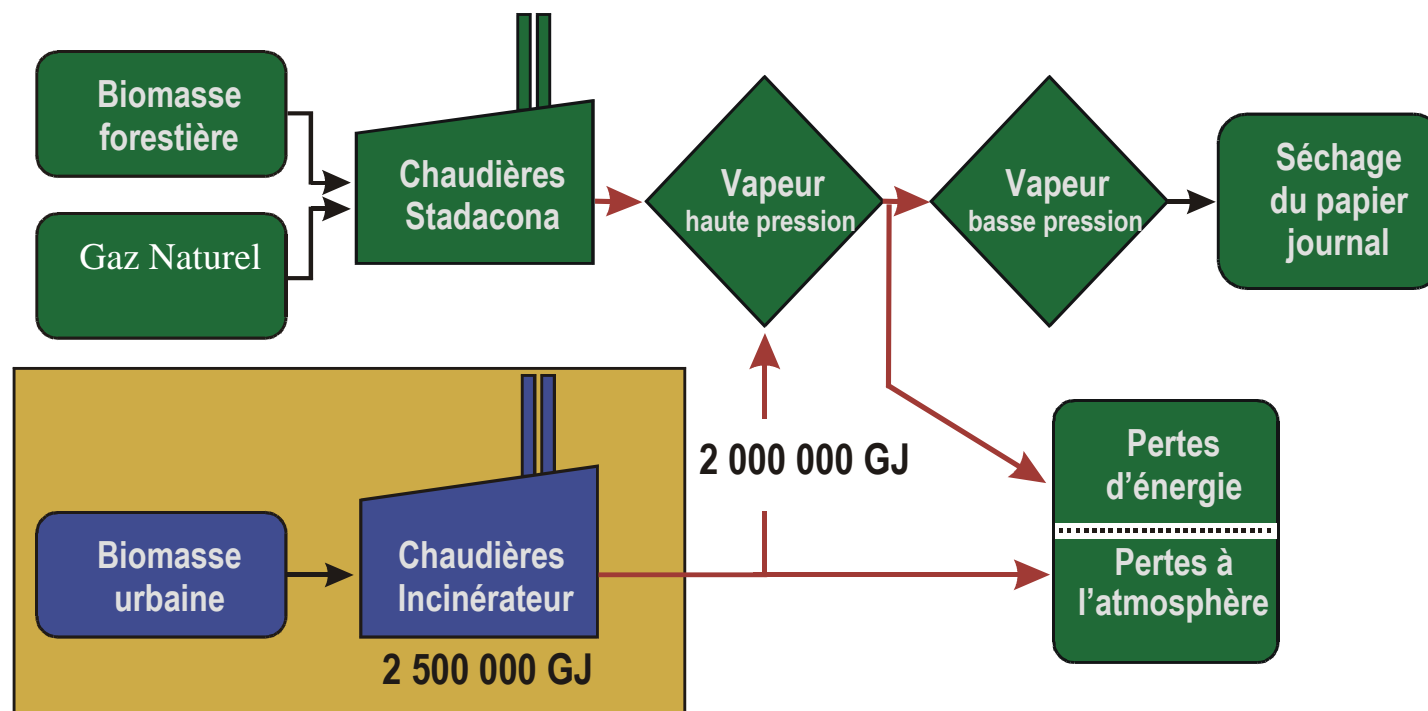 Biomasse
forestière
Gaz Naturel
Chaudières
Stadacona
Vapeur
haute pression
Vapeur
basse pression
Séchage
du papier
journal
2 000 000 GJ
Pertes
d’énergie
Pertes à
l’atmosphère
Biomasse
urbaine
Chaudières
Incinérateur
2 500 000 GJ